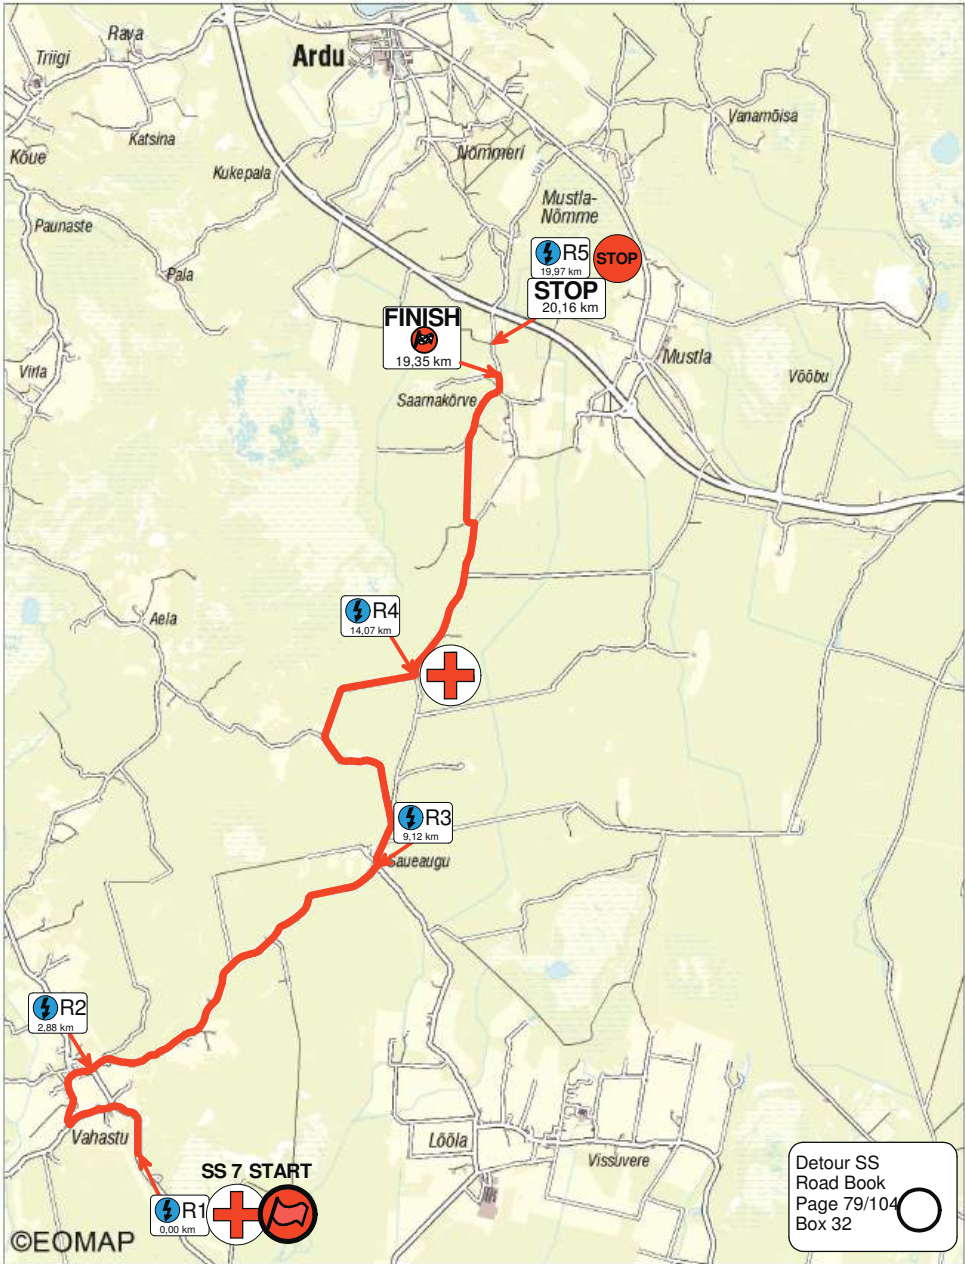 Rava
Triigi
Ardu
Katsina
Vanamõisa
Kõue
Nõmmeri
Kukepala
Mustla-
Nõmme
Paunaste
R5
19,97 km
STOP
Pala
STOP
20,16 km
FINISH
19,35 km
Mustla
Virla
Võõbu
Saarnakõrve
R4
14,07 km
Aela
R3
9,12 km
Saueaugu
R2
2,88 km
Vahastu
Lõõla
Vissuvere
SS 7 START
R1
0,00 km
Detour SS
Road Book
Page 79/104
Box 32
©EOMAP